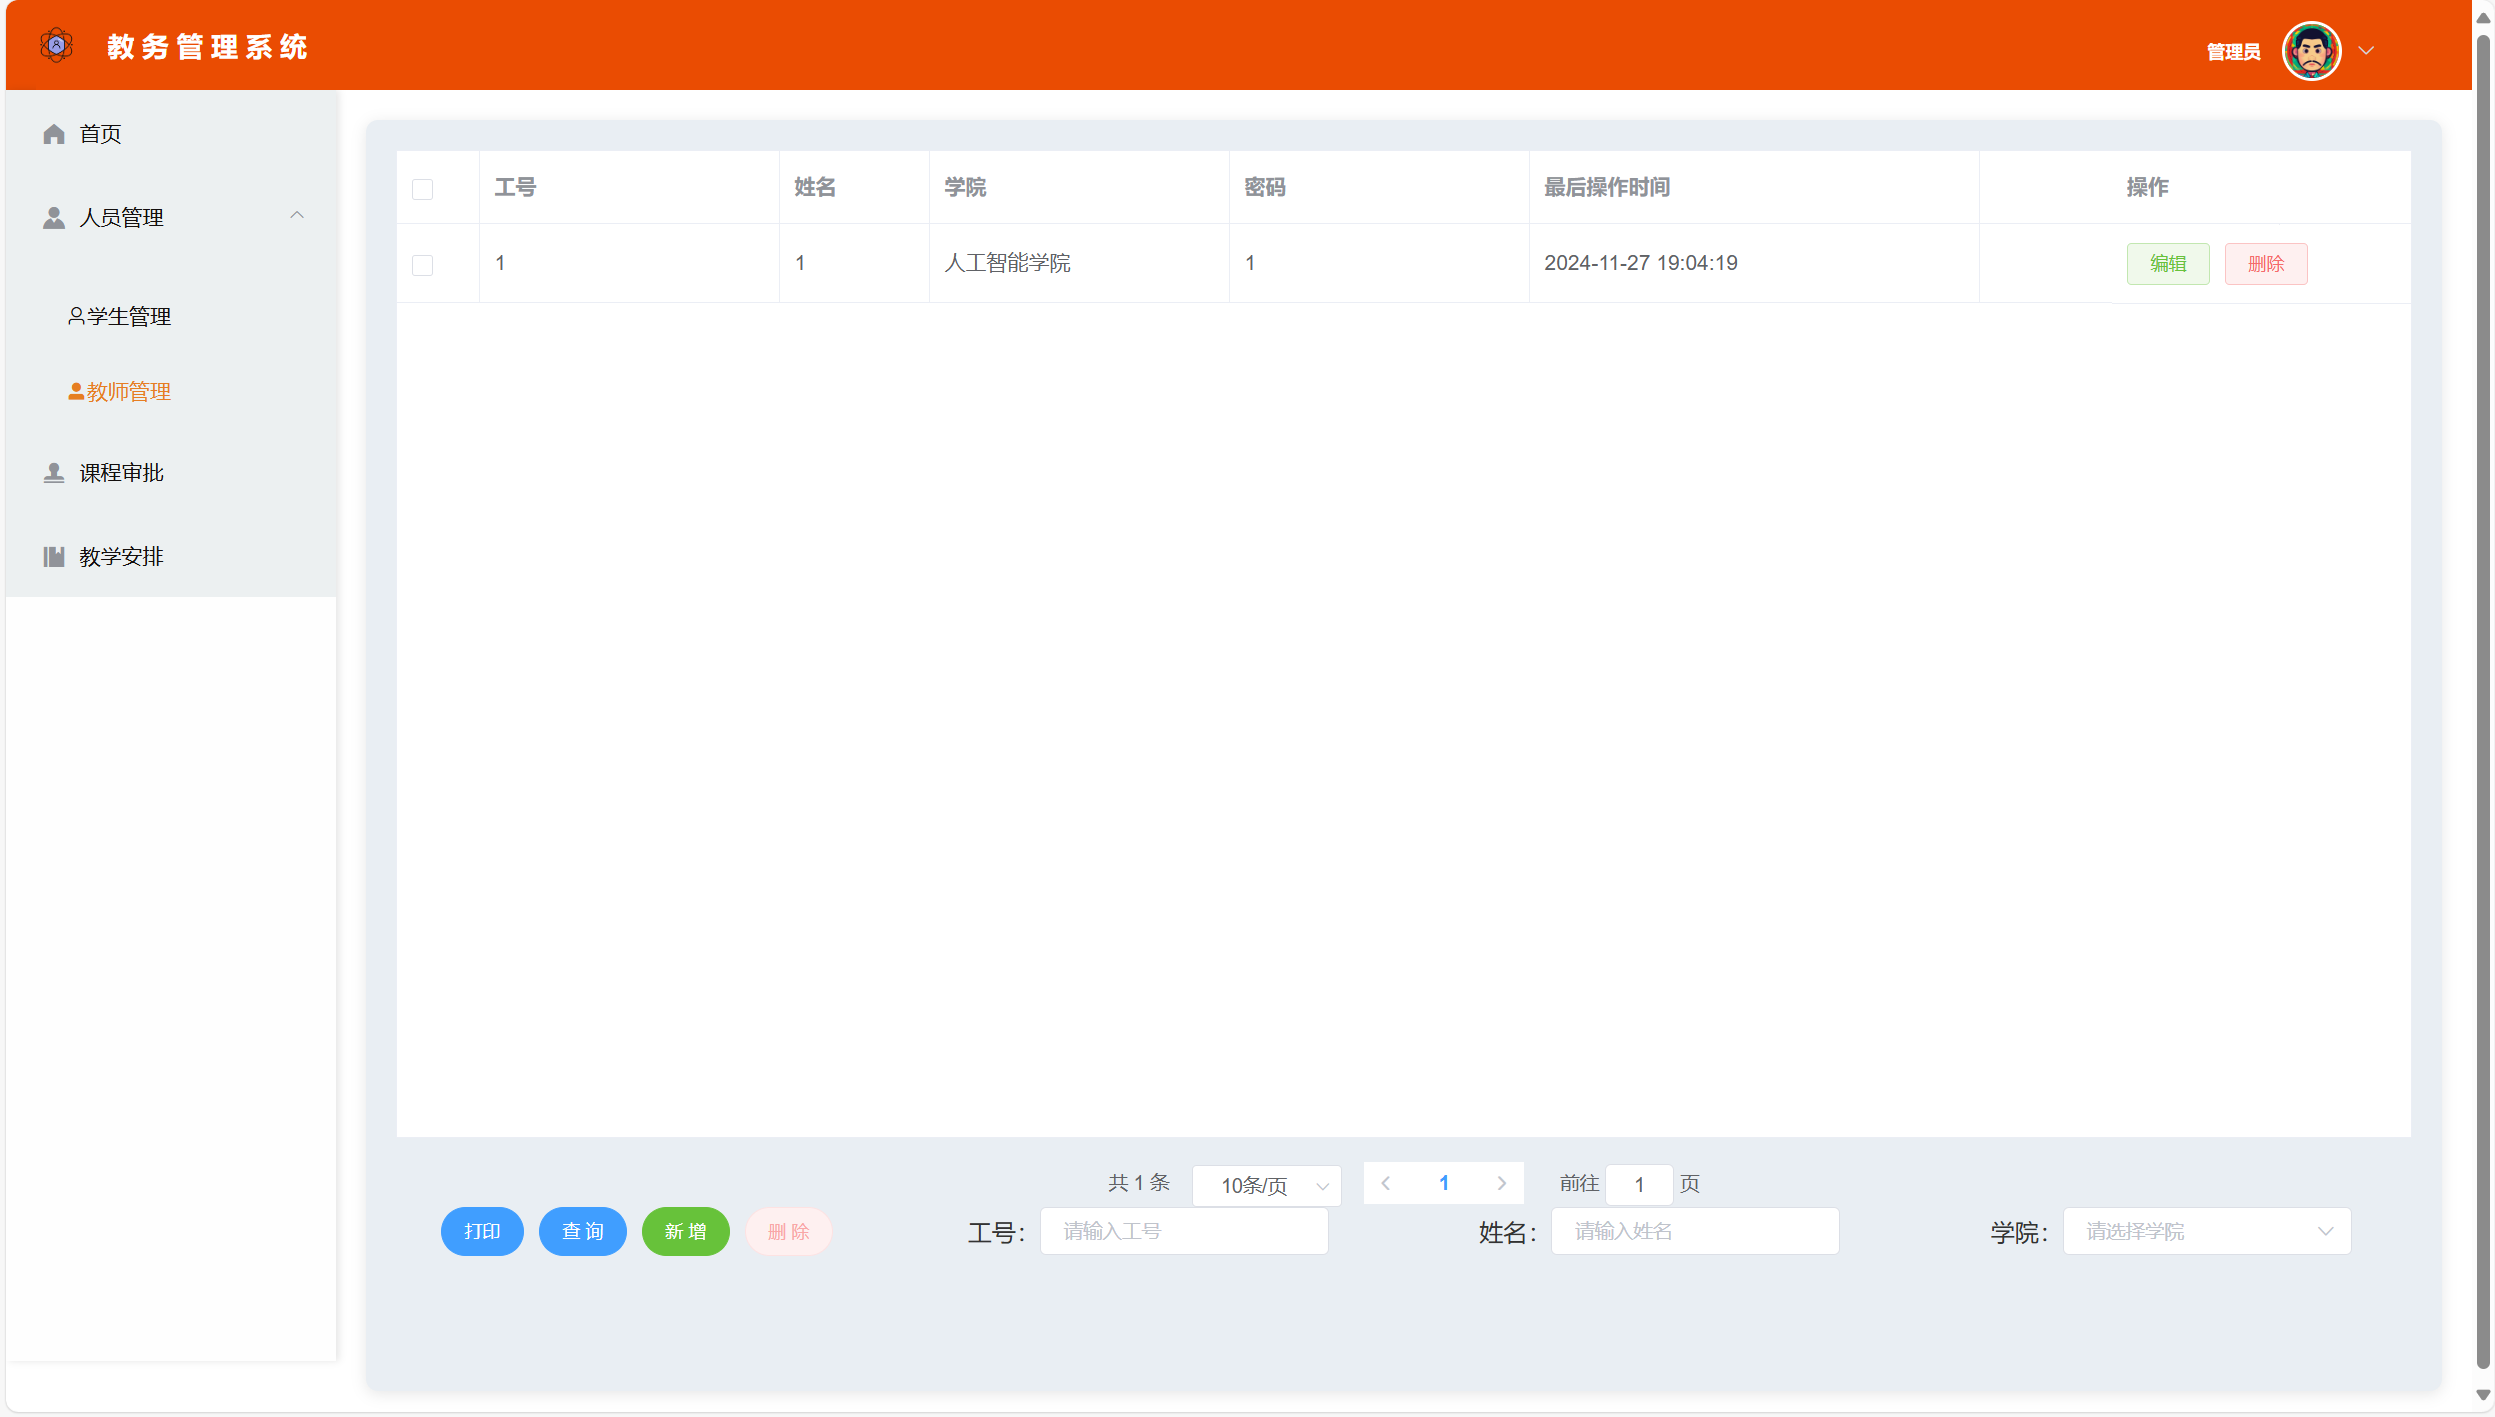 教务管理系统
管理员
首页
人员管理
学生管理
教师管理
课程审批
教学安排
工号 姓名 学院 密码 最后操作时间 操作
1 1 人工智能学院 1 2024-11-27 19:04:19 编辑 删除
共 1 条 10条/页 1 前往 1 页
打印 查 询 新 增 删 除 工号： 请输入工号 姓名： 请输入姓名 学院： 请选择学院